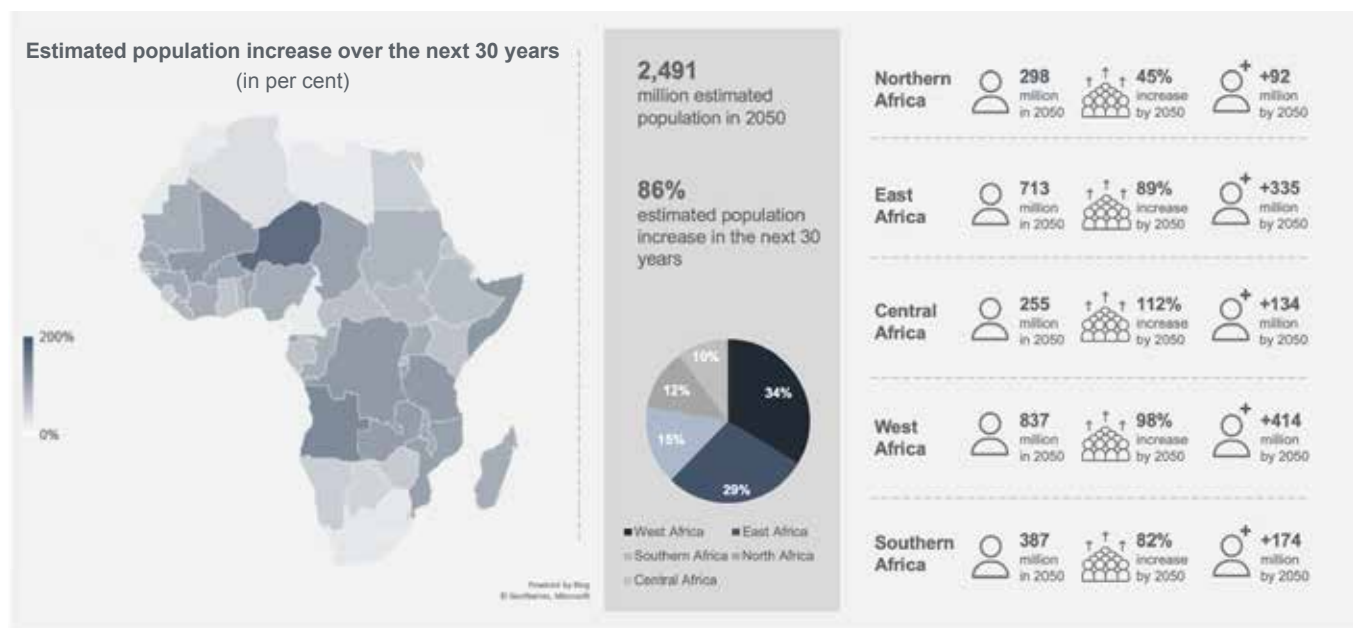 Estimated population increase over the next 30 years
(in per cent)
200%
0%
Powered by Bing
© GeoNames, Microsoft
2,491
million estimated
population in 2050
86%
estimated population
increase in the next 30
years
10%
34%
12%
15%
29%
West Africa East Africa
Southern Africa North Africa
Central Africa
Northern
Africa
298
million
in 2050
45%
increase
by 2050
+92
million
by 2050
East
Africa
713
million
in 2050
89%
increase
by 2050
+335
million
by 2050
Central
Africa
255
million
in 2050
112%
increase
by 2050
+134
million
by 2050
West
Africa
837
million
in 2050
98%
increase
by 2050
+414
million
by 2050
Southern
Africa
387
million
in 2050
82%
increase
by 2050
+174
million
by 2050